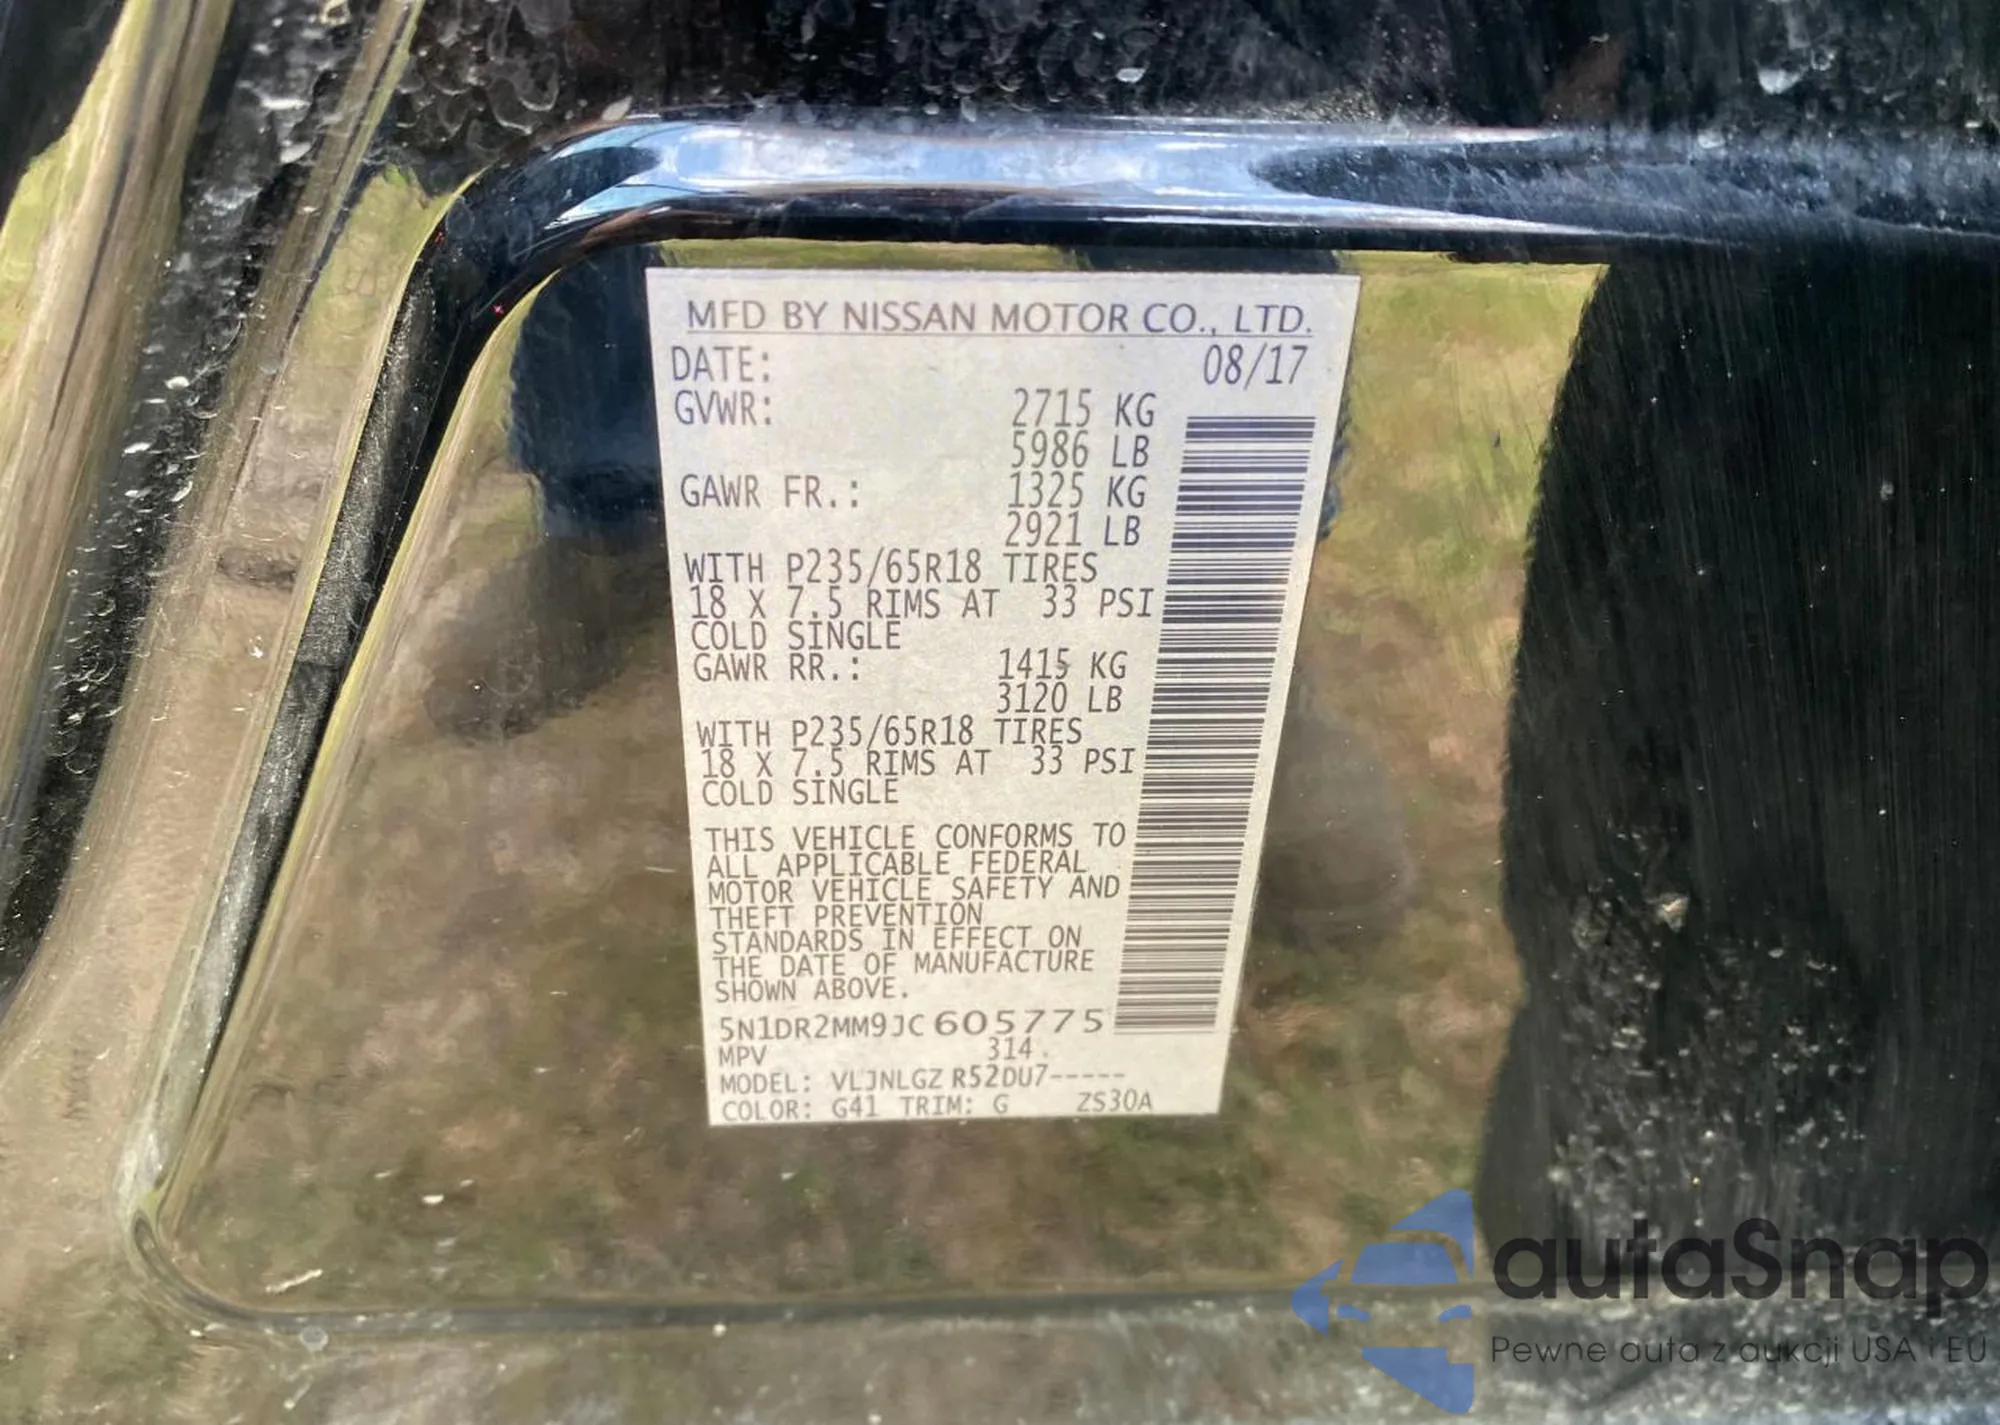 MFD BY NISSAN MOTOR CO., LTD.
DATE: 08/17
GVWR: 2715 KG
5986 LB
GAWR FR.: 1325 KG
2921 LB
WITH P235/65R18 TIRES
18 X 7.5 RIMS AT 33 PSI
COLD SINGLE
GAWR RR.: 1415 KG
3120 LB
WITH P235/65R18 TIRES
18 X 7.5 RIMS AT 33 PSI
COLD SINGLE
THIS VEHICLE CONFORMS TO
ALL APPLICABLE FEDERAL
MOTOR VEHICLE SAFETY AND
THEFT PREVENTION
STANDARDS IN EFFECT ON
THE DATE OF MANUFACTURE
SHOWN ABOVE.
5N1DR2MM9JC605775
MPV 314.
MODEL: VLJNLGZ R52DU7-----
COLOR: G41 TRIM: G ZS30A
autaSnap
Pewne auta z aukcji USA i EU